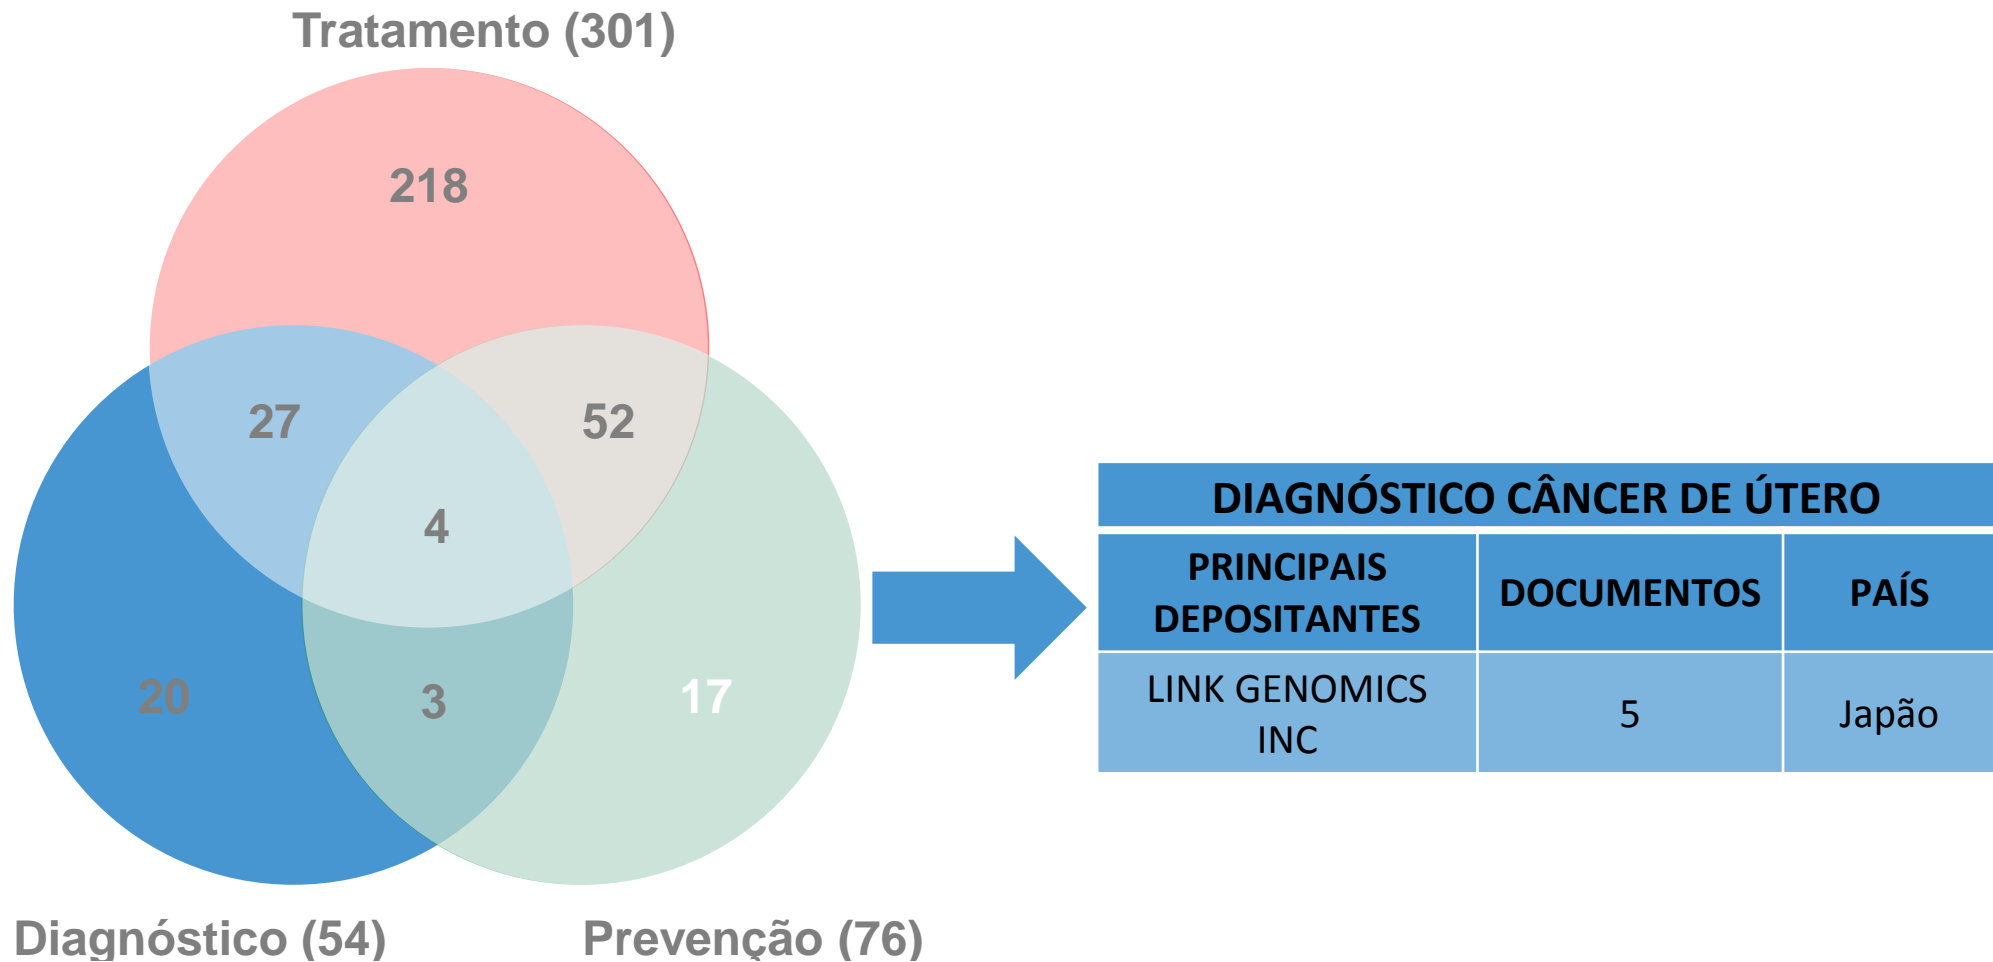 Tratamento (301)
218
27
52
4
20
3
17
Diagnóstico (54)
Prevenção (76)
DIAGNÓSTICO CÂNCER DE ÚTERO
PRINCIPAIS
DEPOSITANTES
DOCUMENTOS
PAÍS
LINK GENOMICS
INC
5
Japão